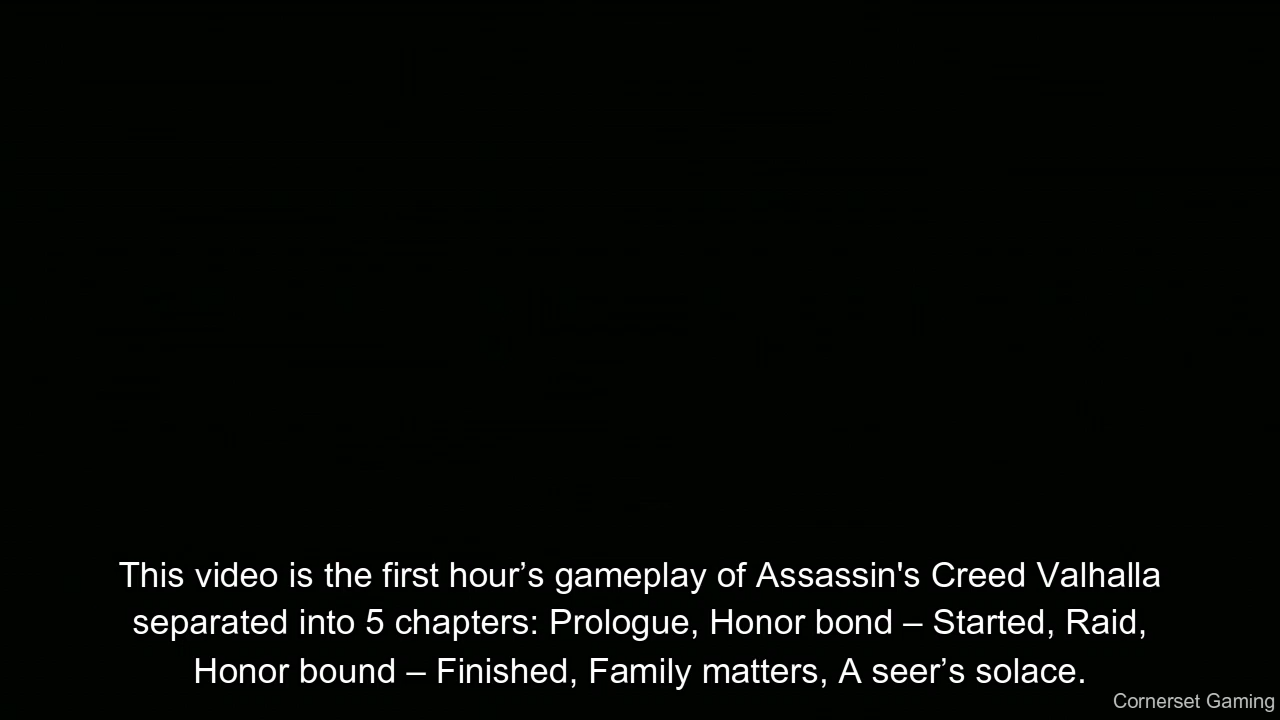 This video is the first hour’s gameplay of Assassin's Creed Valhalla
separated into 5 chapters: Prologue, Honor bond – Started, Raid,
Honor bound – Finished, Family matters, A seer’s solace.
Cornerset Gaming